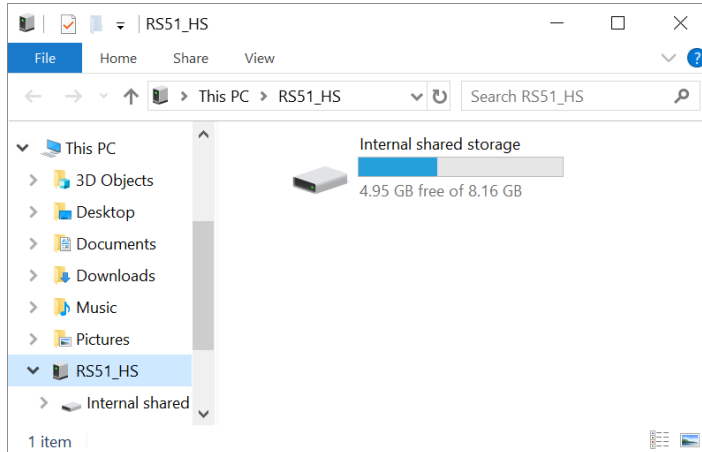 RS51_HS
File Home Share View
?
This PC > RS51_HS
Search RS51_HS
This PC
3D Objects
Desktop
Documents
Downloads
Music
Pictures
RS51_HS
Internal shared
Internal shared storage
4.95 GB free of 8.16 GB
1 item